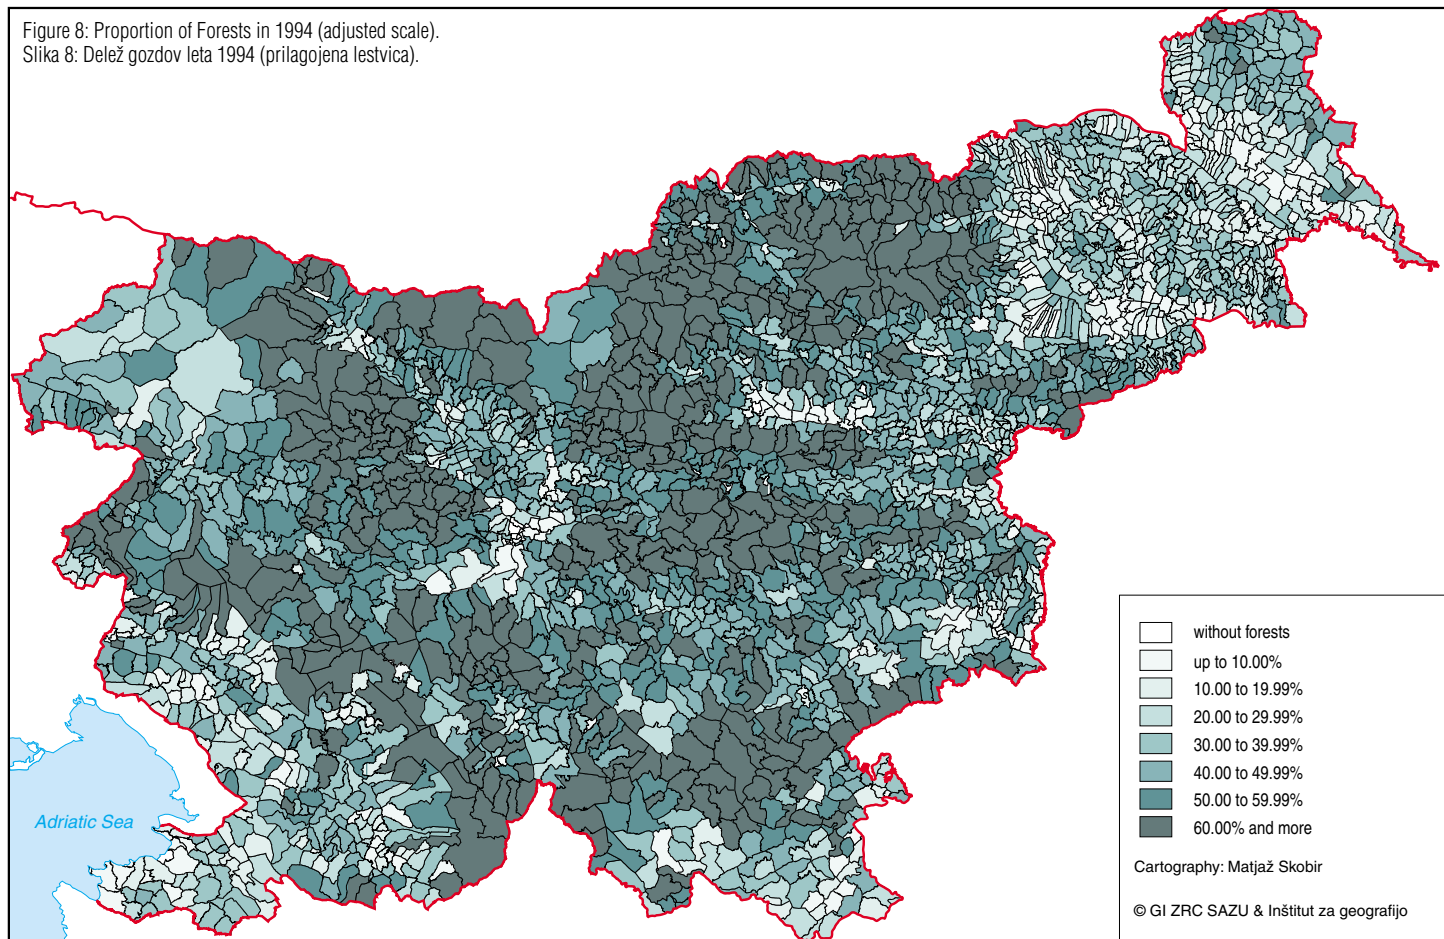 Figure 8: Proportion of Forests in 1994 (adjusted scale).
Slika 8: Delež gozdov leta 1994 (prilagojena lestvica).
Adriatic Sea
without forests
up to 10.00%
10.00 to 19.99%
20.00 to 29.99%
30.00 to 39.99%
40.00 to 49.99%
50.00 to 59.99%
60.00% and more
Cartography: Matjaž Skobir
© GI ZRC SAZU & Inštitut za geografijo